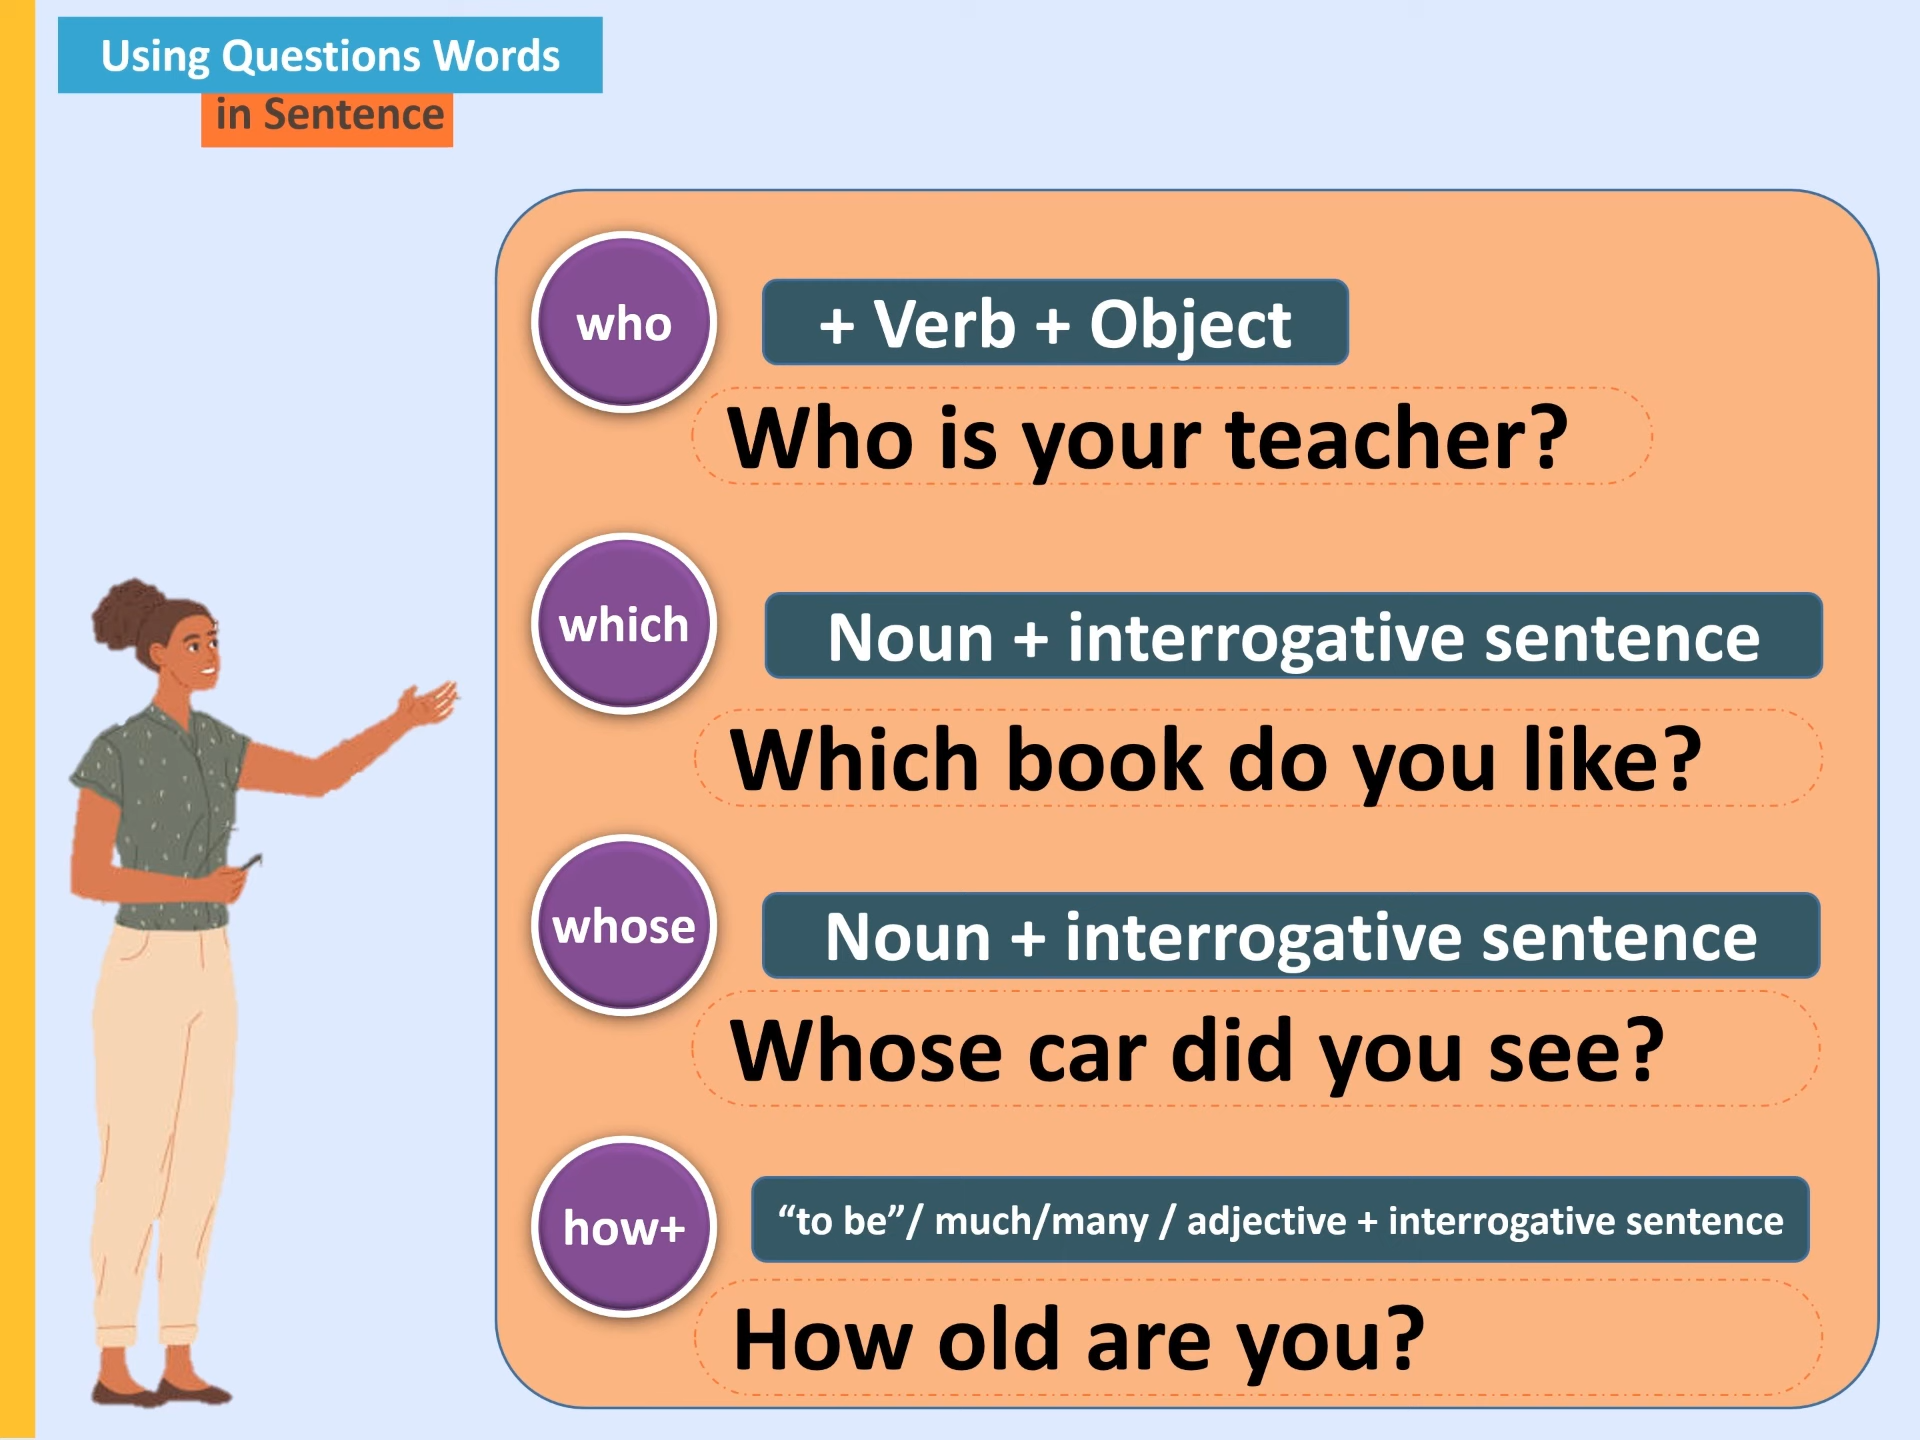 Using Questions Words
in Sentence
who
+ Verb + Object
Who is your teacher?
which
Noun + interrogative sentence
Which book do you like?
whose
Noun + interrogative sentence
Whose car did you see?
how+
“to be”/ much/many / adjective + interrogative sentence
How old are you?